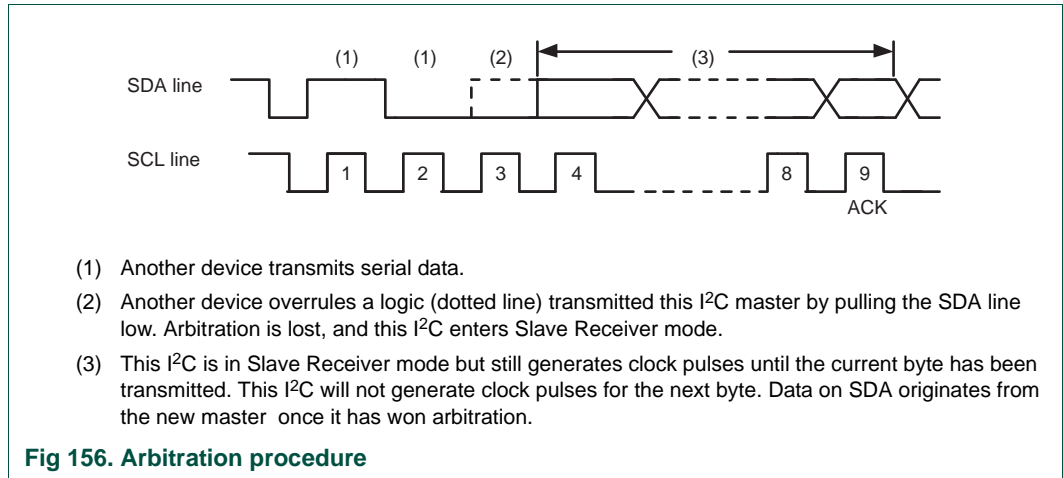 (1) (1) (2) (3)
SDA line
SCL line
1 2 3 4 8 9
ACK
(1) Another device transmits serial data.
(2) Another device overrules a logic (dotted line) transmitted this I2C master by pulling the SDA line
low. Arbitration is lost, and this I2C enters Slave Receiver mode.
(3) This I2C is in Slave Receiver mode but still generates clock pulses until the current byte has been
transmitted. This I2C will not generate clock pulses for the next byte. Data on SDA originates from
the new master once it has won arbitration.
Fig 156. Arbitration procedure